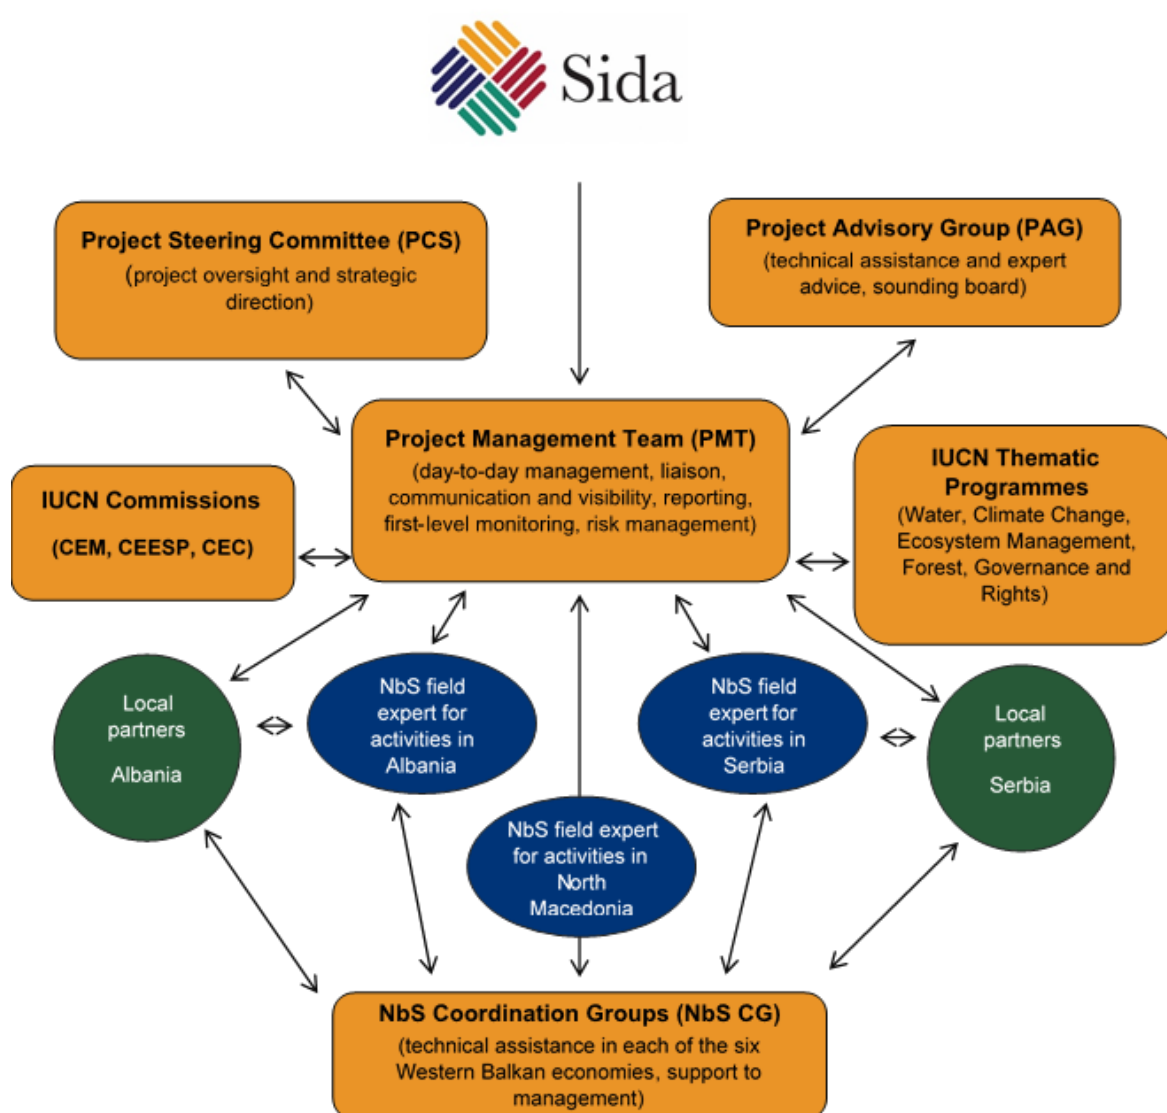 Sida
Project Steering Committee (PCS)
(project oversight and strategic
direction)
Project Advisory Group (PAG)
(technical assistance and expert
advice, sounding board)
Project Management Team (PMT)
(day-to-day management, liaison,
communication and visibility, reporting,
first-level monitoring, risk management)
IUCN Commissions
(CEM, CEESP, CEC)
IUCN Thematic
Programmes
(Water, Climate Change,
Ecosystem Management,
Forest, Governance and
Rights)
Local
partners
Albania
NbS field
expert for
activities in
Albania
NbS field
expert for
activities in
Serbia
Local
partners
Serbia
NbS field expert
for activities in
North
Macedonia
NbS Coordination Groups (NbS CG)
(technical assistance in each of the six
Western Balkan economies, support to
management)